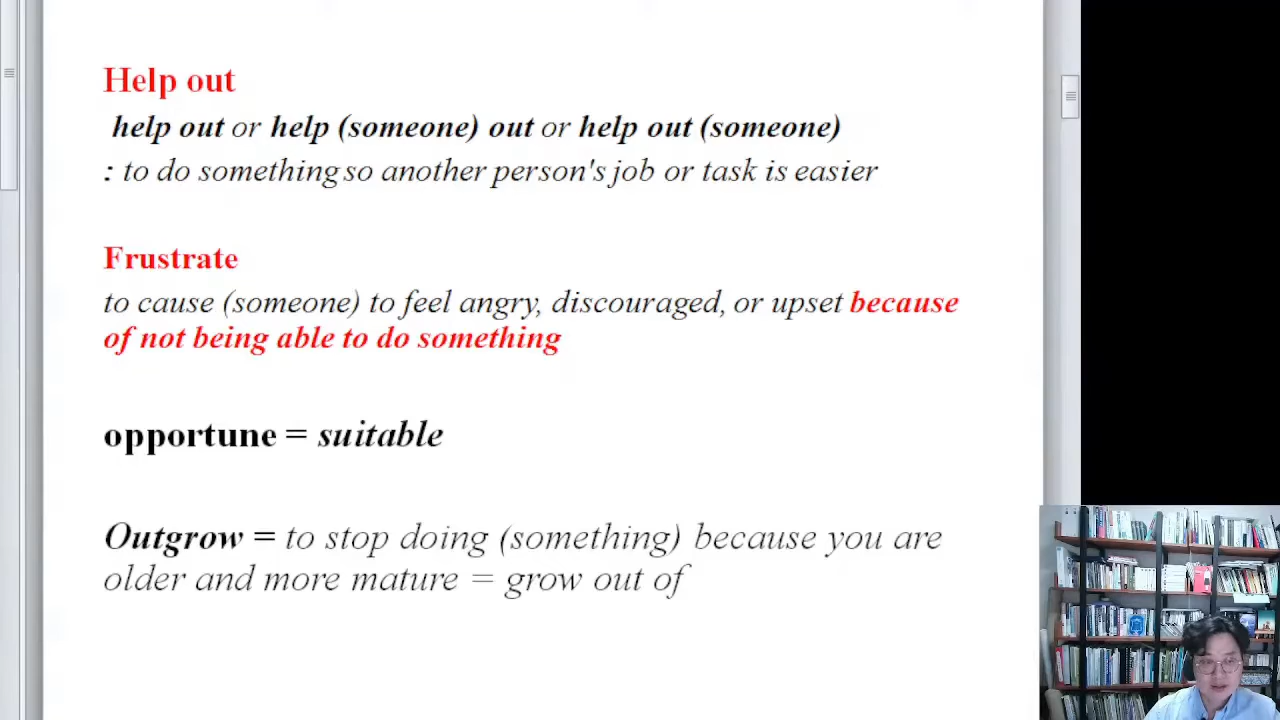 Help out
help out or help (someone) out or help out (someone)
: to do something so another person's job or task is easier
Frustrate
to cause (someone) to feel angry, discouraged, or upset because
of not being able to do something
opportune = suitable
Outgrow = to stop doing (something) because you are
older and more mature = grow out of